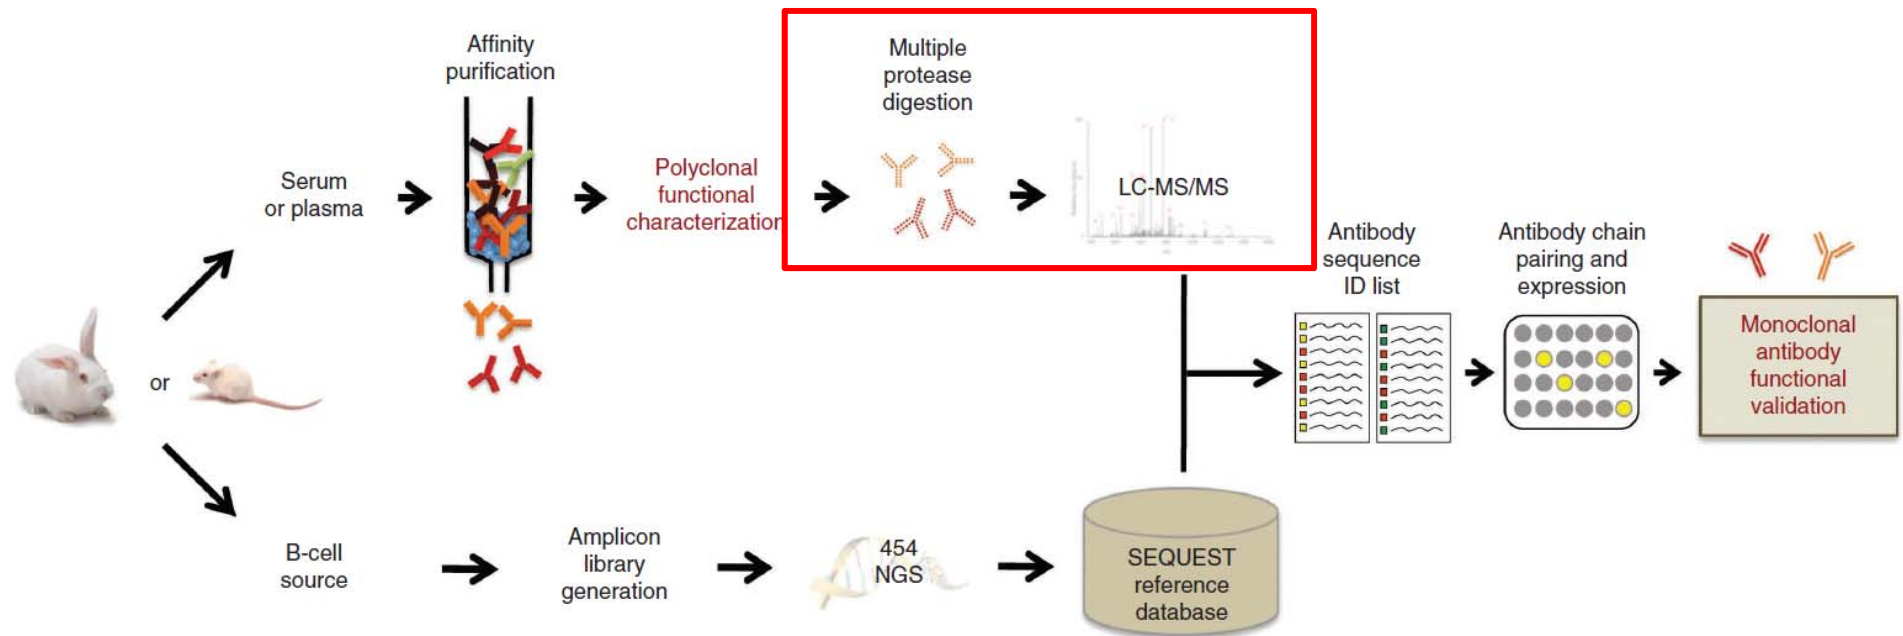 Affinity
purification
Multiple
protease
digestion
Serum
or plasma
Polyclonal
functional
characterization
LC-MS/MS
Antibody
sequence
ID list
Antibody chain
pairing and
expression
Monoclonal
antibody
functional
validation
or
B-cell
source
Amplicon
library
generation
454
NGS
SEQUEST
reference
database